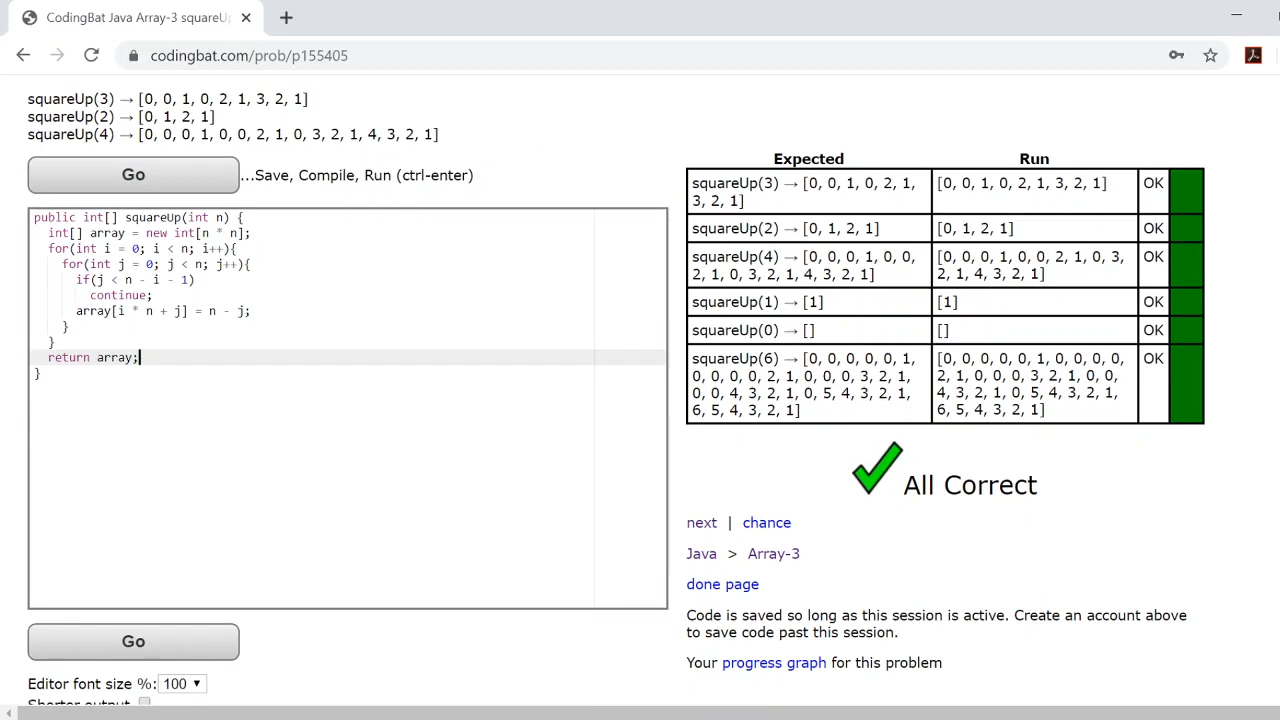 CodingBat Java Array-3 squareU
codingbat.com/prob/p155405
squareUp(3) → [0, 0, 1, 0, 2, 1, 3, 2, 1]
squareUp(2) → [0, 1, 2, 1]
squareUp(4) → [0, 0, 0, 1, 0, 0, 2, 1, 0, 3, 2, 1, 4, 3, 2, 1]
Go
...Save, Compile, Run (ctrl-enter)
public int[] squareUp(int n) {
int[] array = new int[n * n];
for(int i = 0; i < n; i++){
for(int j = 0; j < n; j++){
if(j < n - i - 1)
continue;
array[i * n + j] = n - j;
}
}
return array;
}
Go
Editor font size %: 100
Shorter output
Expected Run
squareUp(3) → [0, 0, 1, 0, 2, 1, [0, 0, 1, 0, 2, 1, 3, 2, 1] OK
3, 2, 1]
squareUp(2) → [0, 1, 2, 1] [0, 1, 2, 1] OK
squareUp(4) → [0, 0, 0, 1, 0, 0, [0, 0, 0, 1, 0, 0, 2, 1, 0, 3, OK
2, 1, 0, 3, 2, 1, 4, 3, 2, 1] 2, 1, 4, 3, 2, 1]
squareUp(1) → [1] [1] OK
squareUp(0) → [] [] OK
squareUp(6) → [0, 0, 0, 0, 0, 1, [0, 0, 0, 0, 0, 1, 0, 0, 0, 0, OK
0, 0, 0, 0, 2, 1, 0, 0, 0, 3, 2, 1, 2, 1, 0, 0, 0, 3, 2, 1, 0, 0,
0, 0, 4, 3, 2, 1, 0, 5, 4, 3, 2, 1, 4, 3, 2, 1, 0, 5, 4, 3, 2, 1,
6, 5, 4, 3, 2, 1] 6, 5, 4, 3, 2, 1]
All Correct
next | chance
Java > Array-3
done page
Code is saved so long as this session is active. Create an account above
to save code past this session.
Your progress graph for this problem